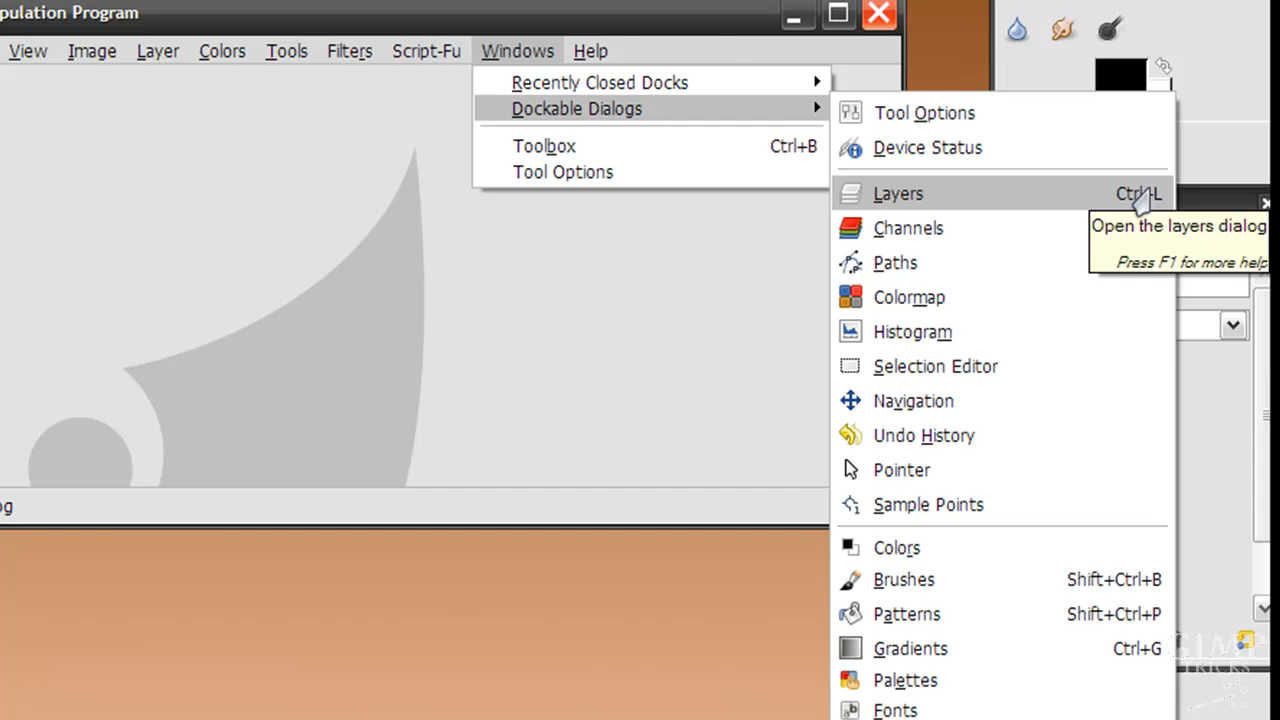 pulation Program
View Image Layer Colors Tools Filters Script-Fu Windows Help
Recently Closed Docks
Dockable Dialogs
Toolbox Ctrl+B
Tool Options
Tool Options
Device Status
Layers Ctrl+L
Open the layers dialog
Press F1 for more help
Channels
Paths
Colormap
Histogram
Selection Editor
Navigation
Undo History
Pointer
Sample Points
og
Colors
Brushes Shift+Ctrl+B
Patterns Shift+Ctrl+P
Gradients Ctrl+G
Palettes
Fonts
GIMP
TRICKS